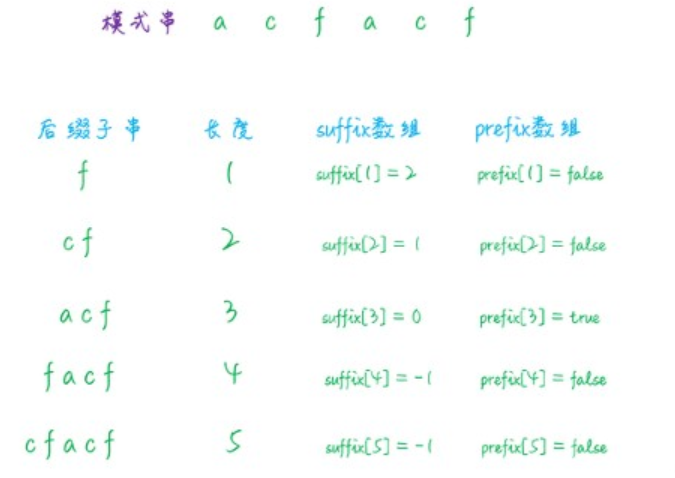 模式串 a c f a c f
后缀子串 长度 suffix数组 prefix数组
f 1 suffix[1] = 2 prefix[1] = false
cf 2 suffix[2] = 1 prefix[2] = false
acf 3 suffix[3] = 0 prefix[3] = true
facf 4 suffix[4] = -1 prefix[4] = false
cfacf 5 suffix[5] = -1 prefix[5] = false